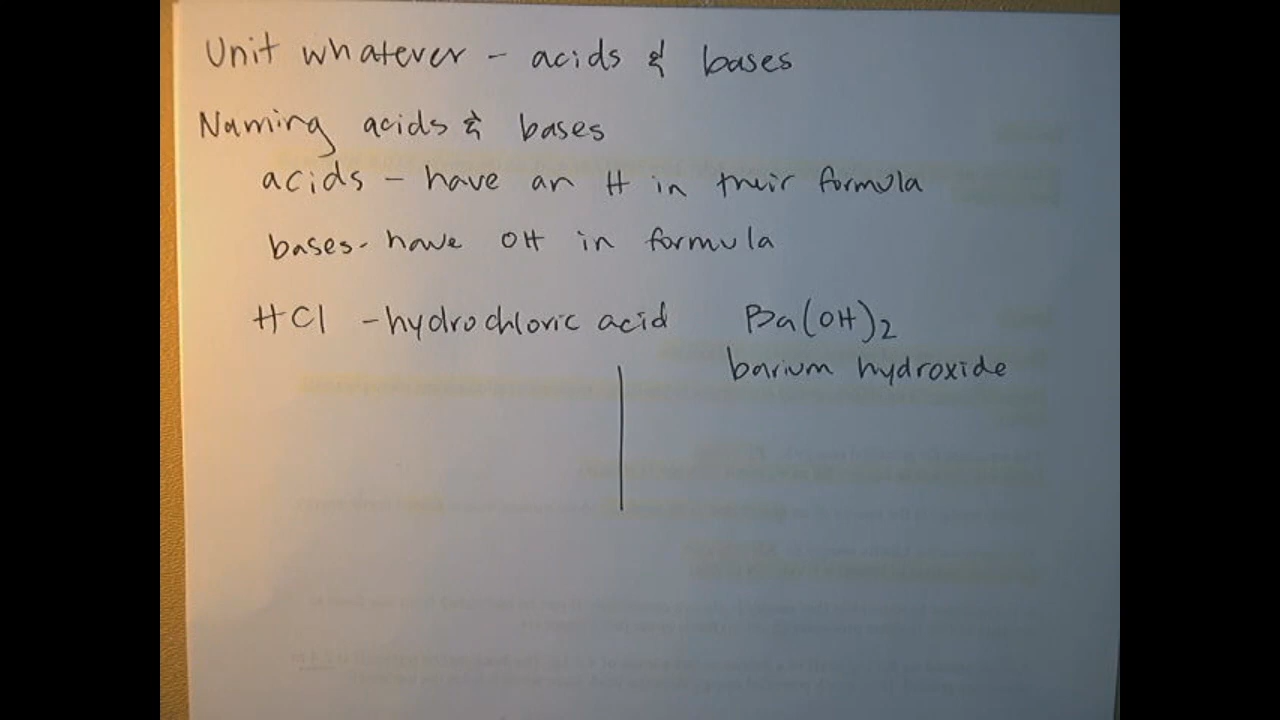 Unit whatever - acids & bases
Naming acids & bases
acids - have an H in their formula
bases - have OH in formula
HCl - hydrochloric acid
Ba(OH)2
barium hydroxide